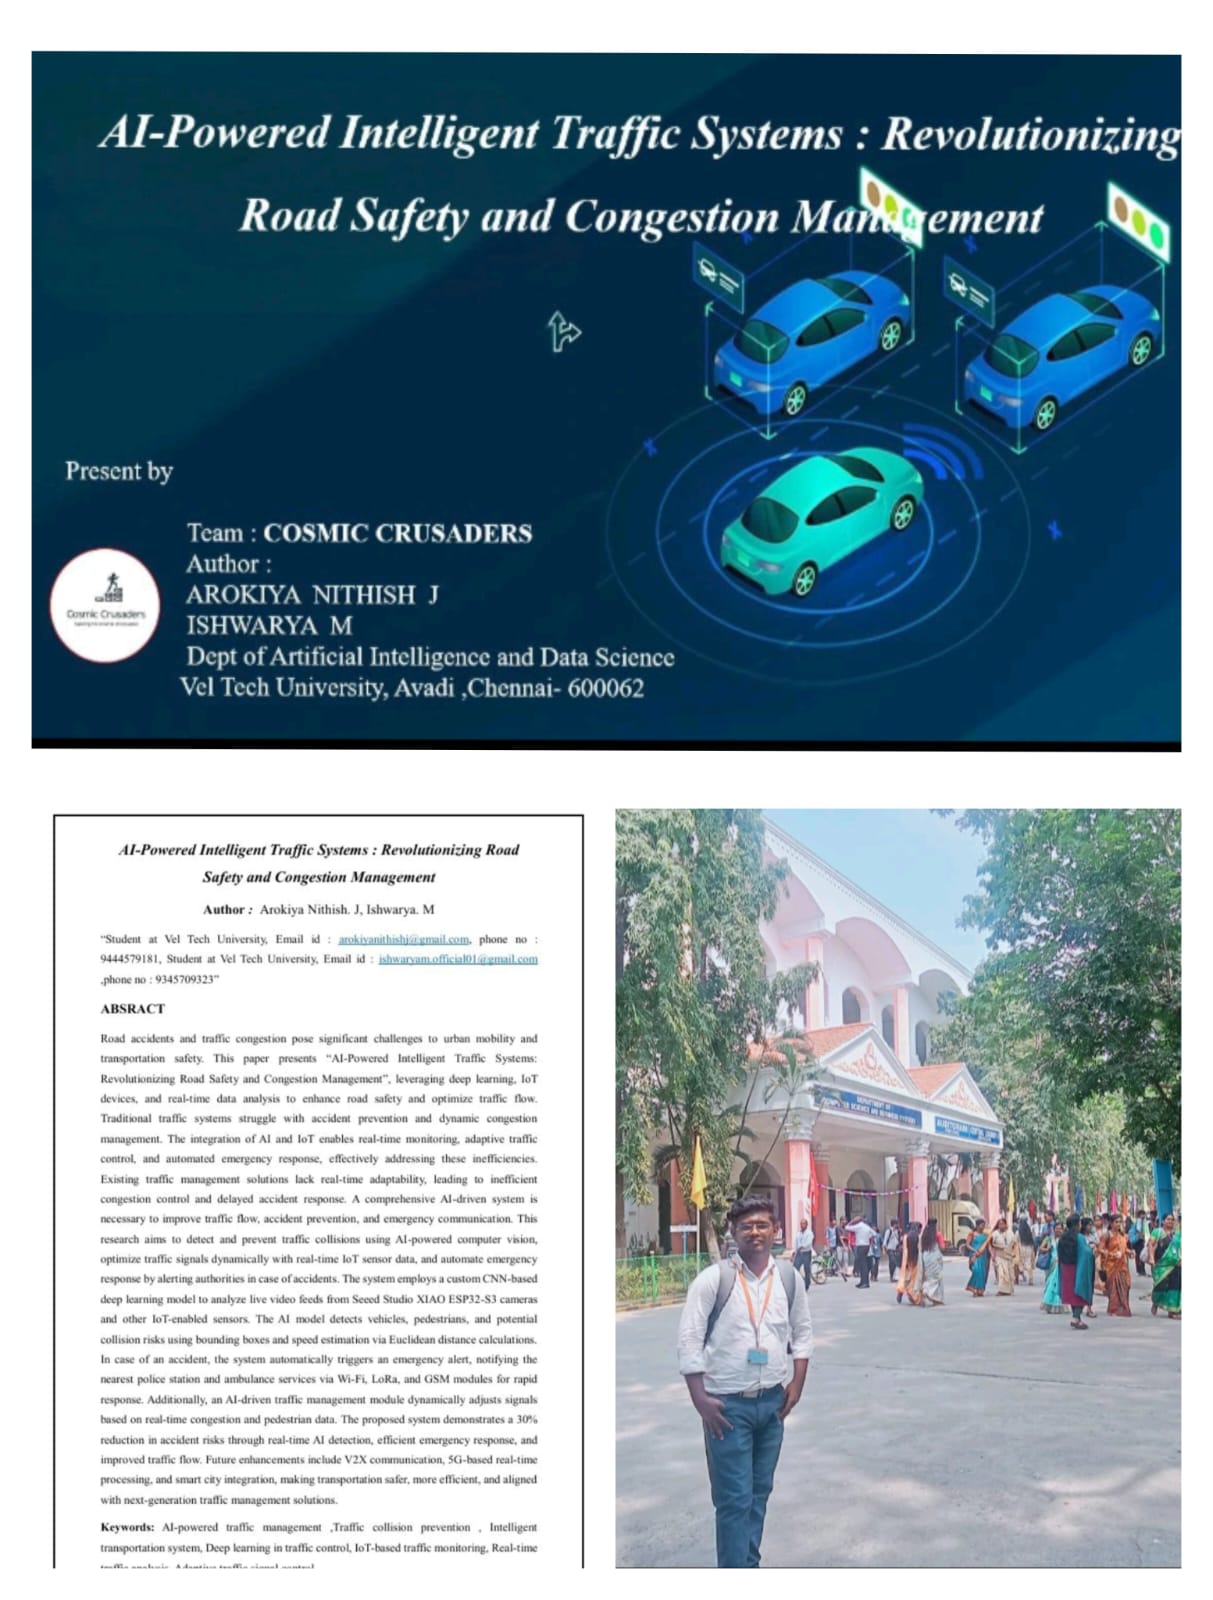 AI-Powered Intelligent Traffic Systems : Revolutionizing
Road Safety and Congestion Management
Present by
Team : COSMIC CRUSADERS
Author :
AROKIYA NITHISH J
ISHWARYA M
Dept of Artificial Intelligence and Data Science
Vel Tech University, Avadi ,Chennai- 600062
Cosmic Crusaders
AI-Powered Intelligent Traffic Systems : Revolutionizing Road
Safety and Congestion Management
Author : Arokiya Nithish. J, Ishwarya. M
“Student at Vel Tech University, Email id : arokiyanithishj@gmail.com, phone no :
9444579181, Student at Vel Tech University, Email id : ishwaryam.official01@gmail.com
,phone no : 9345709323”
ABSRACT
Road accidents and traffic congestion pose significant challenges to urban mobility and
transportation safety. This paper presents “AI-Powered Intelligent Traffic Systems:
Revolutionizing Road Safety and Congestion Management”, leveraging deep learning, IoT
devices, and real-time data analysis to enhance road safety and optimize traffic flow.
Traditional traffic systems struggle with accident prevention and dynamic congestion
management. The integration of AI and IoT enables real-time monitoring, adaptive traffic
control, and automated emergency response, effectively addressing these inefficiencies.
Existing traffic management solutions lack real-time adaptability, leading to inefficient
congestion control and delayed accident response. A comprehensive AI-driven system is
necessary to improve traffic flow, accident prevention, and emergency communication. This
research aims to detect and prevent traffic collisions using AI-powered computer vision,
optimize traffic signals dynamically with real-time IoT sensor data, and automate emergency
response by alerting authorities in case of accidents. The system employs a custom CNN-based
deep learning model to analyze live video feeds from Seeed Studio XIAO ESP32-S3 cameras
and other IoT-enabled sensors. The AI model detects vehicles, pedestrians, and potential
collision risks using bounding boxes and speed estimation via Euclidean distance calculations.
In case of an accident, the system automatically triggers an emergency alert, notifying the
nearest police station and ambulance services via Wi-Fi, LoRa, and GSM modules for rapid
response. Additionally, an AI-driven traffic management module dynamically adjusts signals
based on real-time congestion and pedestrian data. The proposed system demonstrates a 30%
reduction in accident risks through real-time AI detection, efficient emergency response, and
improved traffic flow. Future enhancements include V2X communication, 5G-based real-time
processing, and smart city integration, making transportation safer, more efficient, and aligned
with next-generation traffic management solutions.
Keywords: AI-powered traffic management ,Traffic collision prevention , Intelligent
transportation system, Deep learning in traffic control, IoT-based traffic monitoring, Real-time
DEPARTMENT OF
COMPUTER SCIENCE AND BUSINESS SYSTEMS
AUDITORIUM